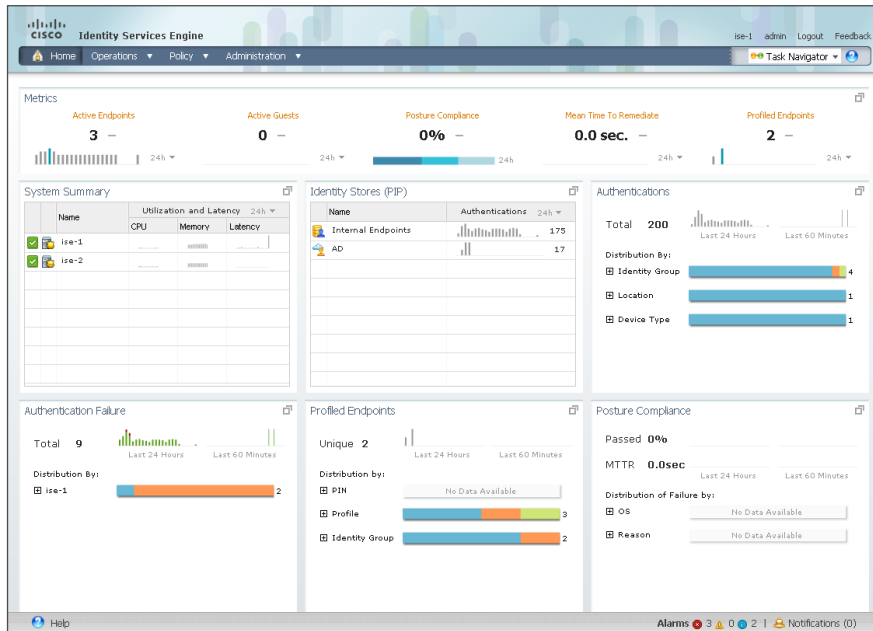 CISCO Identity Services Engine
ise-1 admin Logout Feedback
Home Operations Policy Administration
Task Navigator
Metrics
Active Endpoints
3 –
24h
Active Guests
0 –
24h
Posture Compliance
0% –
24h
Mean Time To Remediate
0.0 sec. –
24h
Profiled Endpoints
2 –
24h
System Summary
Name
Utilization and Latency 24h
CPU Memory Latency
ise-1
ise-2
Identity Stores (PIP)
Name Authentications 24h
Internal Endpoints 175
AD 17
Authentications
Total 200
Last 24 Hours Last 60 Minutes
Distribution By:
Identity Group 4
Location 1
Device Type 1
Authentication Failure
Total 9
Last 24 Hours Last 60 Minutes
Distribution By:
ise-1 2
Profiled Endpoints
Unique 2
Last 24 Hours Last 60 Minutes
Distribution by:
PIN No Data Available
Profile 3
Identity Group 2
Posture Compliance
Passed 0%
MTTR 0.0sec
Last 24 Hours Last 60 Minutes
Distribution of Failure by:
OS No Data Available
Reason No Data Available
Help
Alarms 3 0 2 | Notifications (0)